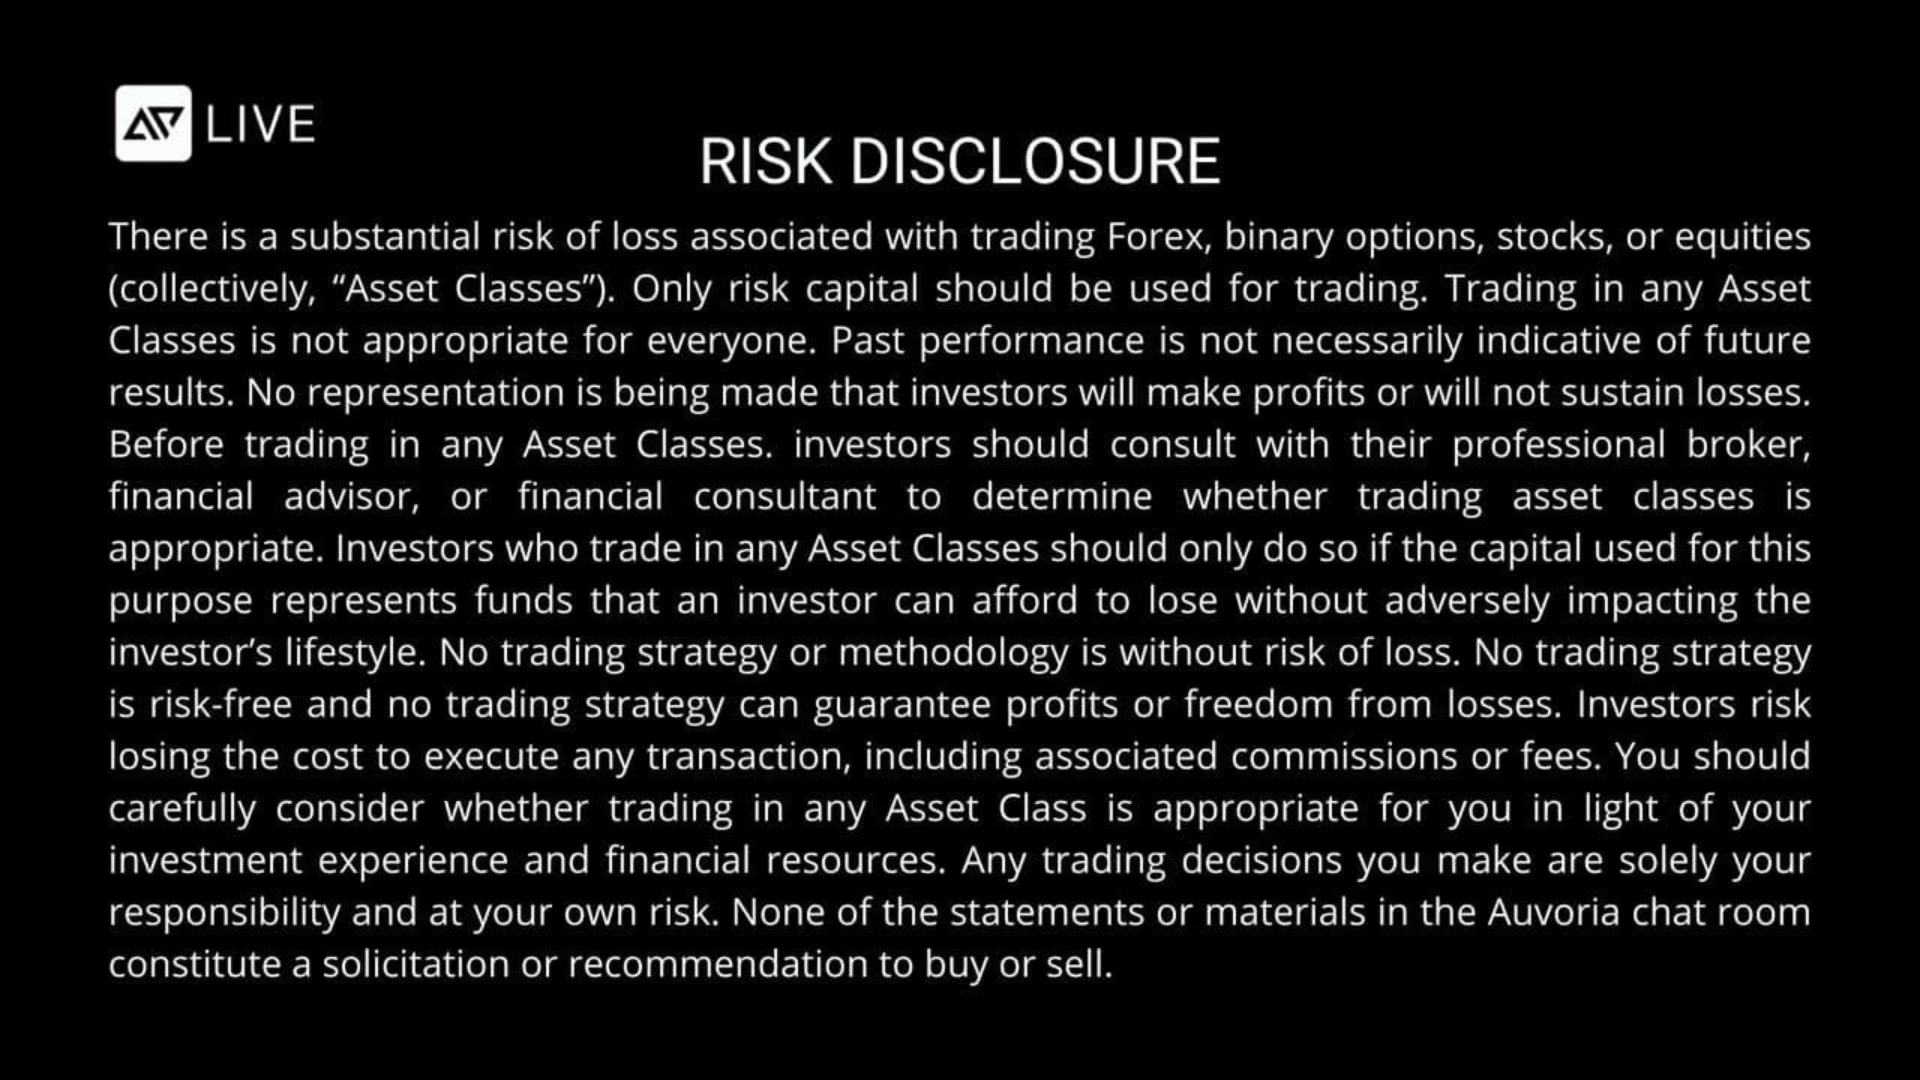 LIVE
RISK DISCLOSURE
There is a substantial risk of loss associated with trading Forex, binary options, stocks, or equities
(collectively, “Asset Classes”). Only risk capital should be used for trading. Trading in any Asset
Classes is not appropriate for everyone. Past performance is not necessarily indicative of future
results. No representation is being made that investors will make profits or will not sustain losses.
Before trading in any Asset Classes. investors should consult with their professional broker,
financial advisor, or financial consultant to determine whether trading asset classes is
appropriate. Investors who trade in any Asset Classes should only do so if the capital used for this
purpose represents funds that an investor can afford to lose without adversely impacting the
investor’s lifestyle. No trading strategy or methodology is without risk of loss. No trading strategy
is risk-free and no trading strategy can guarantee profits or freedom from losses. Investors risk
losing the cost to execute any transaction, including associated commissions or fees. You should
carefully consider whether trading in any Asset Class is appropriate for you in light of your
investment experience and financial resources. Any trading decisions you make are solely your
responsibility and at your own risk. None of the statements or materials in the Auvoria chat room
constitute a solicitation or recommendation to buy or sell.